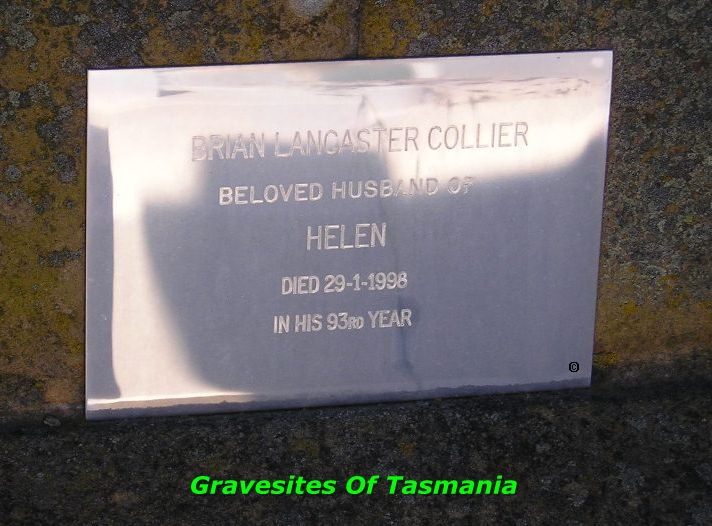 BRIAN LANCASTER COLLIER
BELOVED HUSBAND OF
HELEN
DIED 29-1-1998
IN HIS 93RD YEAR
©
Gravesites Of Tasmania